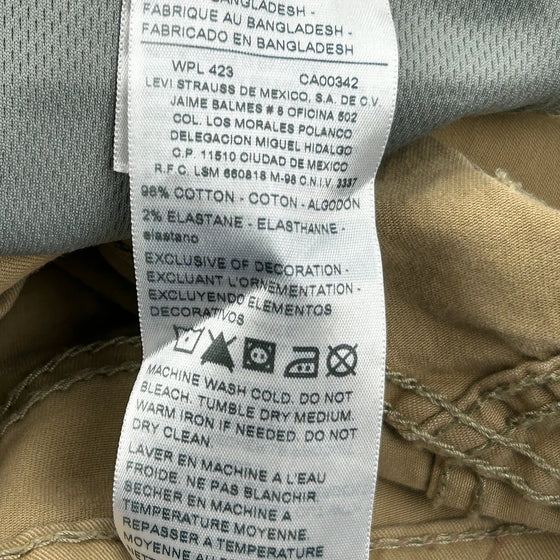 BANGLADESH -
FABRIQUE AU BANGLADESH -
FABRICADO EN BANGLADESH
WPL 423 CA00342
LEVI STRAUSS DE MEXICO, S.A. DE C.V.
JAIME BALMES # 8 OFICINA 502
COL. LOS MORALES POLANCO
DELEGACION MIGUEL HIDALGO
C.P. 11510 CIUDAD DE MEXICO
R.F.C. LSM 660818 M-98 C.N.I.V. 3337
98% COTTON - COTON - ALGODÓN
2% ELASTANE - ELASTHANNE -
elastano
EXCLUSIVE OF DECORATION -
EXCLUANT L'ORNEMENTATION -
EXCLUYENDO ELEMENTOS
DECORATIVOS
MACHINE WASH COLD. DO NOT
BLEACH. TUMBLE DRY MEDIUM.
WARM IRON IF NEEDED. DO NOT
DRY CLEAN.
LAVER EN MACHINE A L'EAU
FROIDE. NE PAS BLANCHIR
SECHER EN MACHINE A
TEMPERATURE MOYENNE.
REPASSER A TEMPERATURE
MOYENNE AU